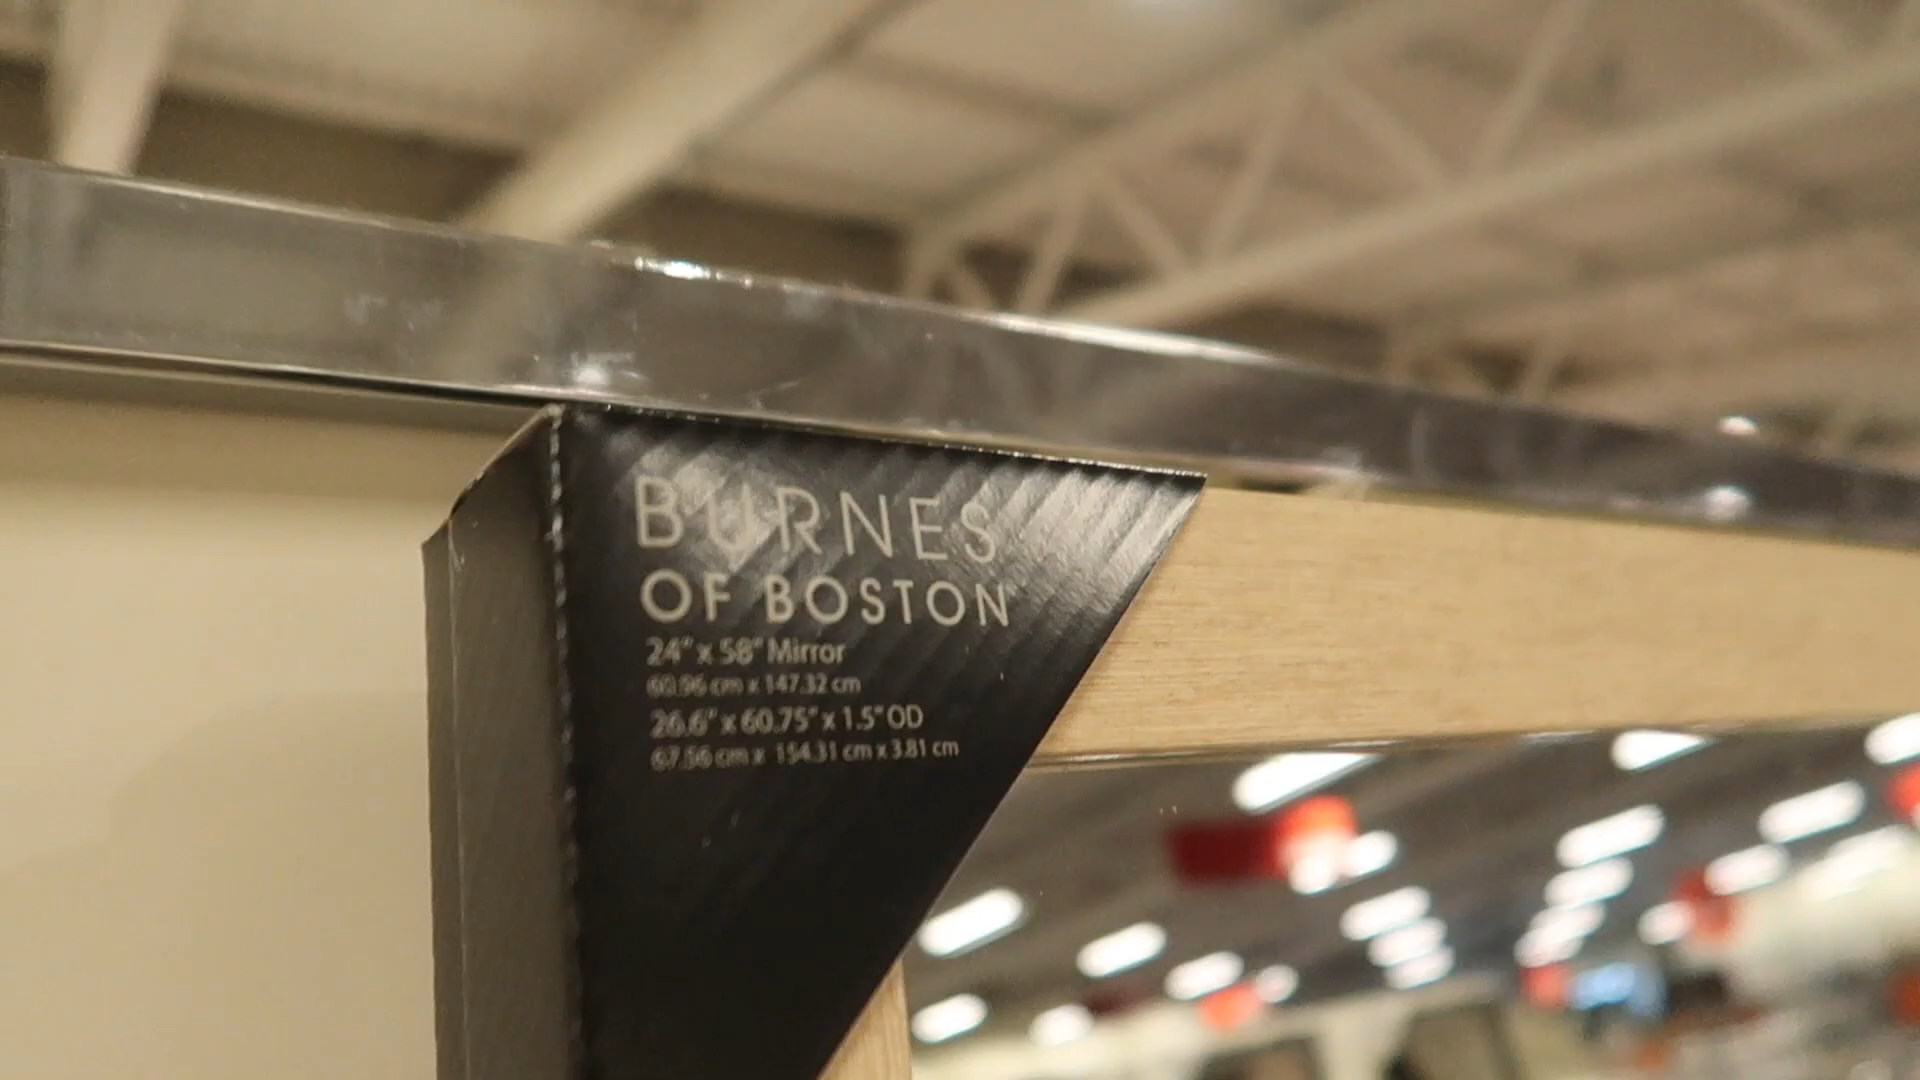 BURNES
OF BOSTON
24" x 58" Mirror
60.96 cm x 147.32 cm
26.6" x 60.75" x 1.5" OD
67.56 cm x 154.31 cm x 3.81 cm